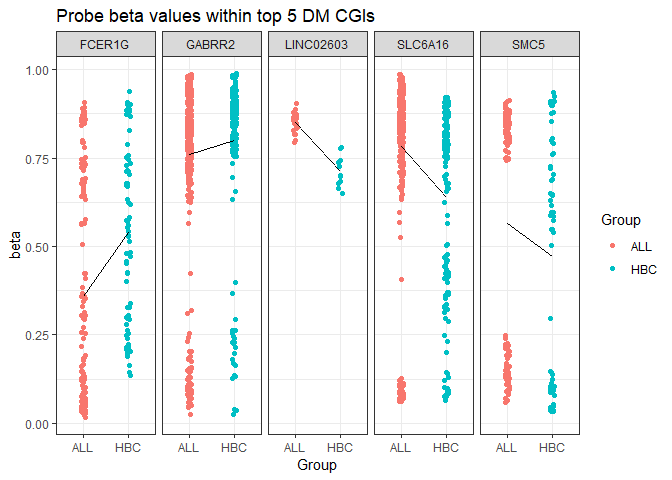 Probe beta values within top 5 DM CGIs
FCER1G GABRR2 LINC02603 SLC6A16 SMC5
1.00
0.75
0.50
0.25
0.00
beta
ALL HBC ALL HBC ALL HBC ALL HBC ALL HBC
Group
Group
ALL
HBC